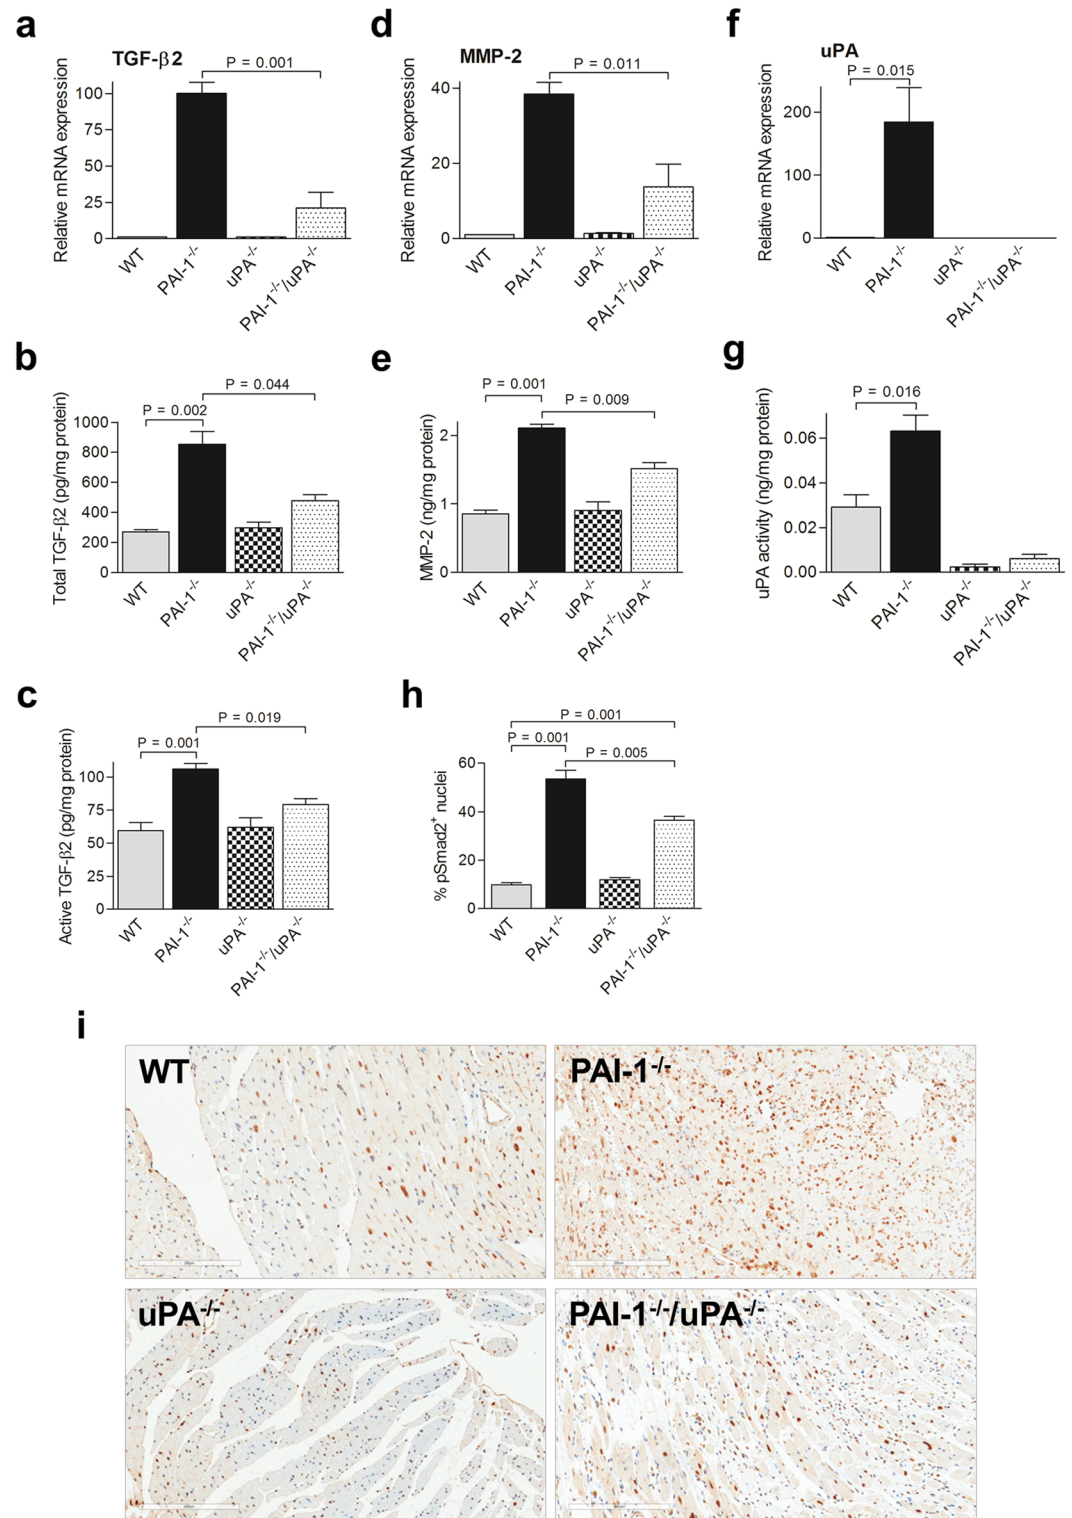 a
TGF-β2
P = 0.001
Relative mRNA expression
100
75
50
25
0
WT
PAI-1-/-
uPA-/-
PAI-1-/-/uPA-/-
d
MMP-2
P = 0.011
Relative mRNA expression
40
20
0
WT
PAI-1-/-
uPA-/-
PAI-1-/-/uPA-/-
f
uPA
P = 0.015
Relative mRNA expression
200
100
0
WT
PAI-1-/-
uPA-/-
PAI-1-/-/uPA-/-
b
P = 0.044
P = 0.002
Total TGF-β2 (pg/mg protein)
1000
800
600
400
200
0
WT
PAI-1-/-
uPA-/-
PAI-1-/-/uPA-/-
e
P = 0.001
P = 0.009
MMP-2 (ng/mg protein)
2
1
0
WT
PAI-1-/-
uPA-/-
PAI-1-/-/uPA-/-
g
P = 0.016
uPA activity (ng/mg protein)
0.06
0.04
0.02
0.00
WT
PAI-1-/-
uPA-/-
PAI-1-/-/uPA-/-
c
P = 0.019
P = 0.001
Active TGF-β2 (pg/mg protein)
100
75
50
25
0
WT
PAI-1-/-
uPA-/-
PAI-1-/-/uPA-/-
h
P = 0.001
P = 0.001
P = 0.005
% pSmad2+ nuclei
60
40
20
0
WT
PAI-1-/-
uPA-/-
PAI-1-/-/uPA-/-
i
WT
PAI-1-/-
uPA-/-
PAI-1-/-/uPA-/-